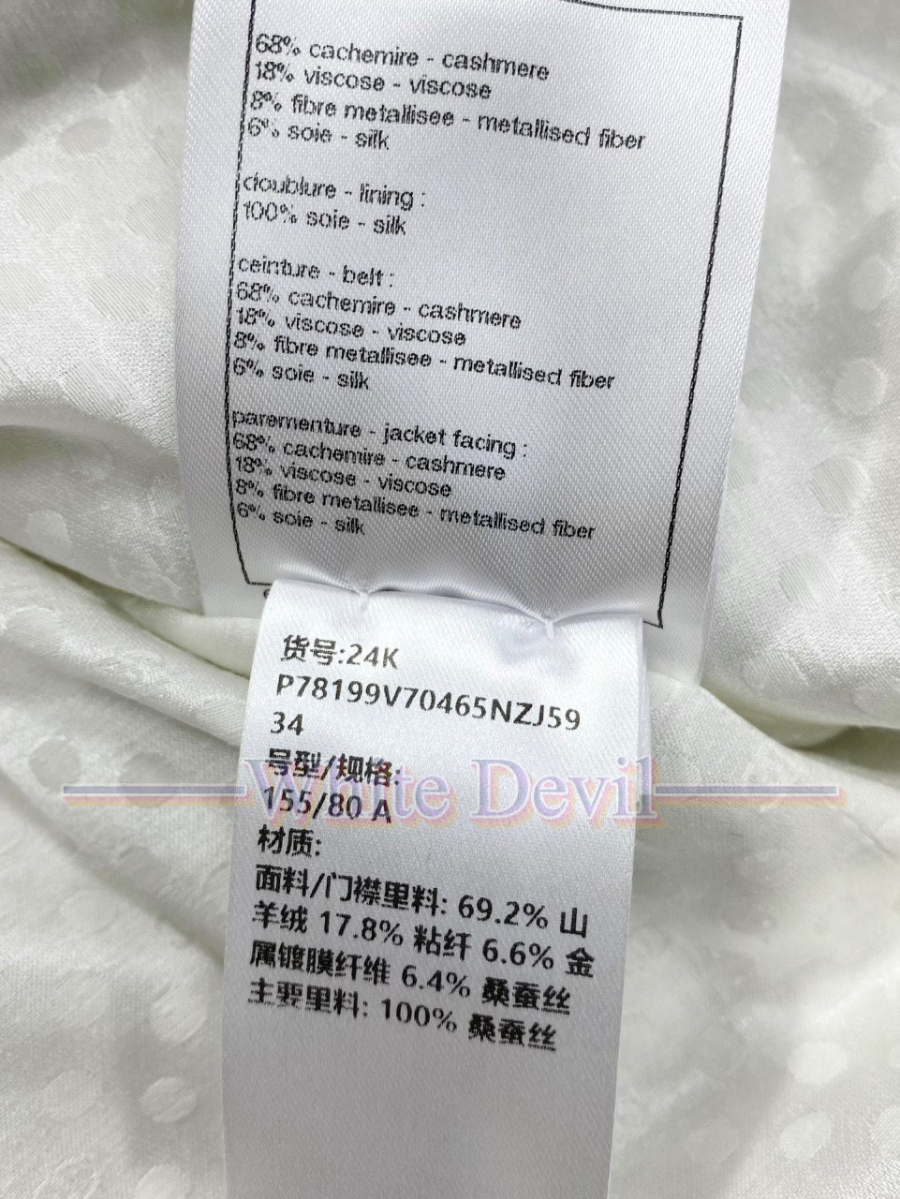 68% cachemire - cashmere
18% viscose - viscose
8% fibre metallisee - metallised fiber
6% soie - silk
doublure - lining :
100% soie - silk
ceinture - belt :
68% cachemire - cashmere
18% viscose - viscose
8% fibre metallisee - metallised fiber
6% soie - silk
parementure - jacket facing :
68% cachemire - cashmere
18% viscose - viscose
8% fibre metallisee - metallised fiber
6% soie - silk
货号:24K
P78199V70465NZJ59
34
号型/规格:
White Devil
155/80 A
材质:
面料/门襟里料: 69.2% 山
羊绒 17.8% 粘纤 6.6% 金
属镀膜纤维 6.4% 桑蚕丝
主要里料: 100% 桑蚕丝